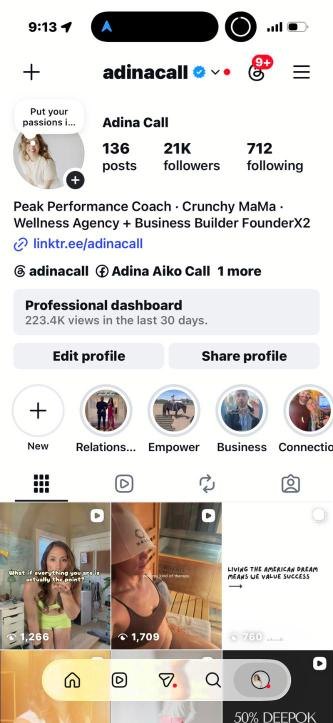 9:13
adinacall
9+
Put your
passions i...
Adina Call
136 21K 712
posts followers following
Peak Performance Coach · Crunchy MaMa ·
Wellness Agency + Business Builder FounderX2
linktr.ee/adinacall
adinacall Adina Aiko Call 1 more
Professional dashboard
223.4K views in the last 30 days.
Edit profile Share profile
New Relations... Empower Business Connectio
What if everything you are is
actually the point?
kind of therapy
LIVING THE AMERICAN DREAM
MEANS WE VALUE SUCCESS
1,266 1,709 760
50% DEEPOK